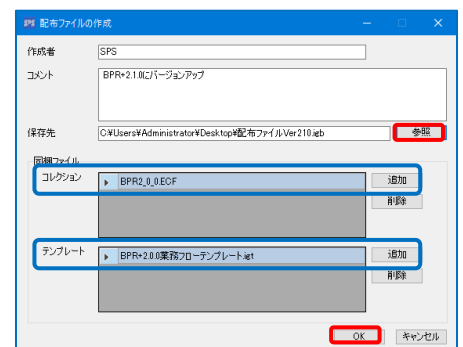 配布ファイルの作成
作成者 SPS
コメント BPR+2.1.0にバージョンアップ
保存先 C:¥Users¥Administrator¥Desktop¥配布ファイルVer210.igb 参照
同梱ファイル
コレクション BPR2_0_0.ECF 追加
削除
テンプレート BPR+2.0.0業務フローテンプレート.igt 追加
削除
OK キャンセル